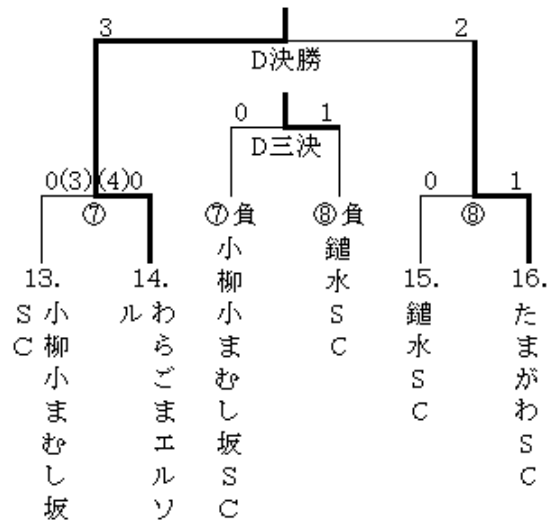 3 2
D決勝
0 1
D三決
0(3) (4)0
⑦
⑦負
⑧負
0 1
⑧
13.
小柳小まむし坂
SC
14.
わらごまエルソ
ル
小柳小まむし坂SC
鑓水SC
15.
鑓水SC
16.
たまがわSC